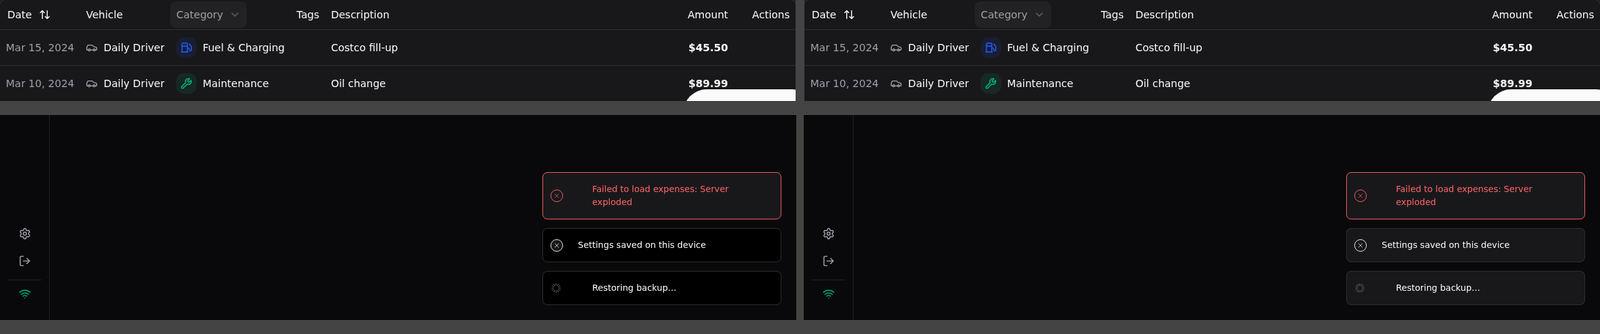 Date Vehicle Category Tags Description Amount Actions
Mar 15, 2024 Daily Driver Fuel & Charging Costco fill-up $45.50
Mar 10, 2024 Daily Driver Maintenance Oil change $89.99
Date Vehicle Category Tags Description Amount Actions
Mar 15, 2024 Daily Driver Fuel & Charging Costco fill-up $45.50
Mar 10, 2024 Daily Driver Maintenance Oil change $89.99
Failed to load expenses: Server
exploded
Settings saved on this device
Restoring backup...
Failed to load expenses: Server
exploded
Settings saved on this device
Restoring backup...